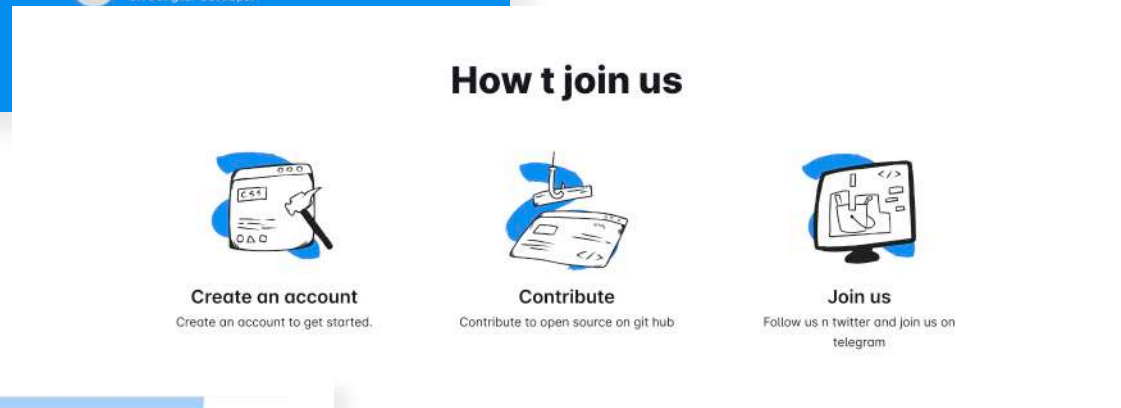 How t join us
CSS
</>
</>
Create an account
Contribute
Join us
Create an account to get started.
Contribute to open source on git hub
Follow us n twitter and join us on
telegram